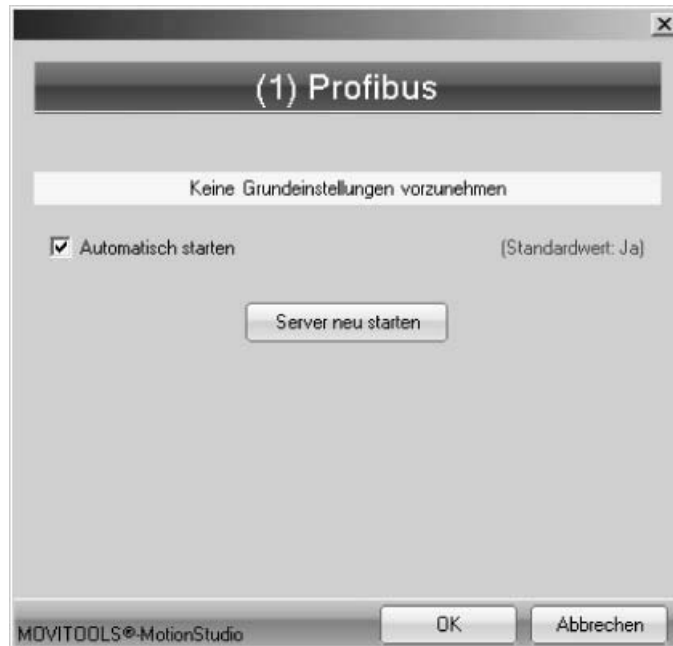 (1) Profibus
Keine Grundeinstellungen vorzunehmen
Automatisch starten (Standardwert: Ja)
Server neu starten
MOVITOOLS®-MotionStudio OK Abbrechen